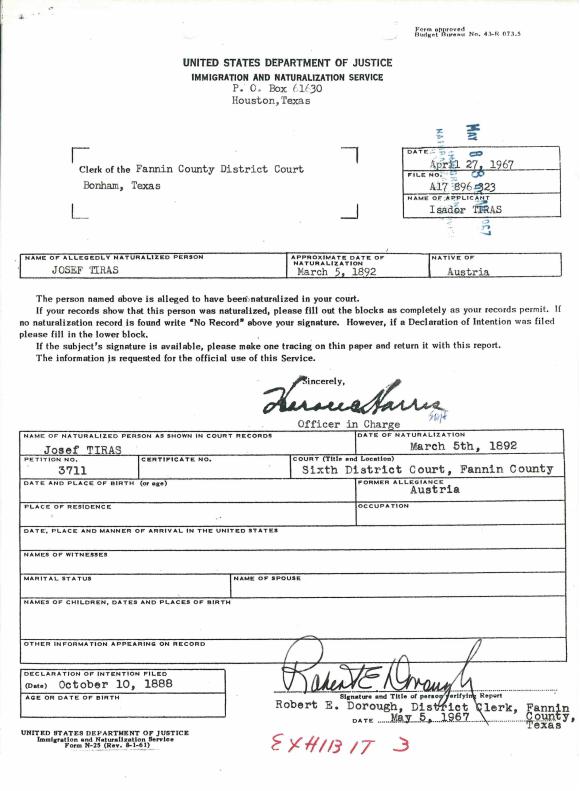 Form approved
Budget Bureau No. 43-R 073.5
UNITED STATES DEPARTMENT OF JUSTICE
IMMIGRATION AND NATURALIZATION SERVICE
P. O. Box 61630
Houston, Texas
Clerk of the Fannin County District Court
Bonham, Texas
DATE
April 27, 1967
FILE NO.
A17 896 323
NAME OF APPLICANT
Isador TIRAS
NAME OF ALLEGEDLY NATURALIZED PERSON
JOSEF TIRAS
APPROXIMATE DATE OF NATURALIZATION
March 5, 1892
NATIVE OF
Austria
The person named above is alleged to have been naturalized in your court.
If your records show that this person was naturalized, please fill out the blocks as completely as your records permit. If
no naturalization record is found write "No Record" above your signature. However, if a Declaration of Intention was filed
please fill in the lower block.
If the subject's signature is available, please make one tracing on thin paper and return it with this report.
The information is requested for the official use of this Service.
Sincerely,
Officer in Charge
NAME OF NATURALIZED PERSON AS SHOWN IN COURT RECORDS
Josef TIRAS
DATE OF NATURALIZATION
March 5th, 1892
PETITION NO.
3711
CERTIFICATE NO.
COURT (Title and Location)
Sixth District Court, Fannin County
DATE AND PLACE OF BIRTH (or age)
FORMER ALLEGIANCE
Austria
PLACE OF RESIDENCE
OCCUPATION
DATE, PLACE AND MANNER OF ARRIVAL IN THE UNITED STATES
NAMES OF WITNESSES
MARITAL STATUS
NAME OF SPOUSE
NAMES OF CHILDREN, DATES AND PLACES OF BIRTH
OTHER INFORMATION APPEARING ON RECORD
DECLARATION OF INTENTION FILED
(Date) October 10, 1888
AGE OR DATE OF BIRTH
Robert E. Dorough
Signature and Title of person verifying Report
Robert E. Dorough, District Clerk, Fannin
County,
Texas
DATE May 5, 1967
UNITED STATES DEPARTMENT OF JUSTICE
Immigration and Naturalization Service
Form N-25 (Rev. 8-1-61)
EXHIBIT 3